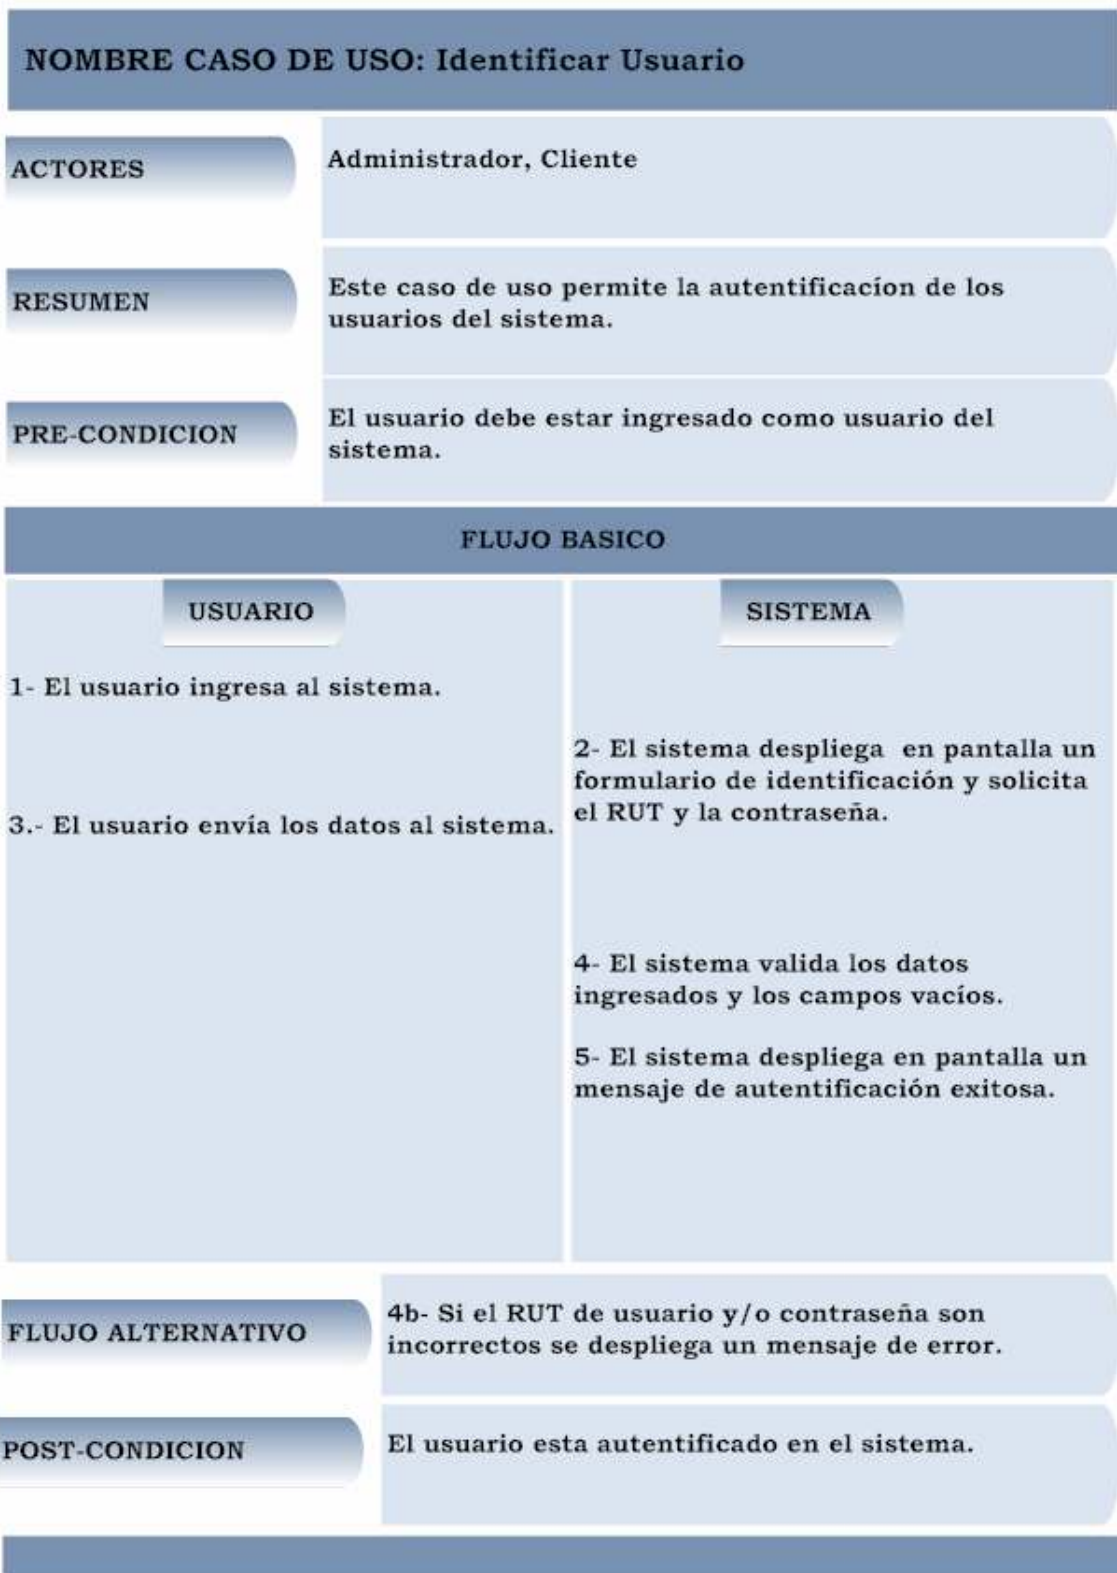 NOMBRE CASO DE USO: Identificar Usuario
ACTORES
Administrador, Cliente
RESUMEN
Este caso de uso permite la autentificacíon de los
usuarios del sistema.
PRE-CONDICION
El usuario debe estar ingresado como usuario del
sistema.
FLUJO BASICO
USUARIO
SISTEMA
1- El usuario ingresa al sistema.
2- El sistema despliega en pantalla un
formulario de identificación y solicita
el RUT y la contraseña.
3.- El usuario envía los datos al sistema.
4- El sistema valida los datos
ingresados y los campos vacíos.
5- El sistema despliega en pantalla un
mensaje de autentificación exitosa.
FLUJO ALTERNATIVO
4b- Si el RUT de usuario y/o contraseña son
incorrectos se despliega un mensaje de error.
POST-CONDICION
El usuario esta autentificado en el sistema.